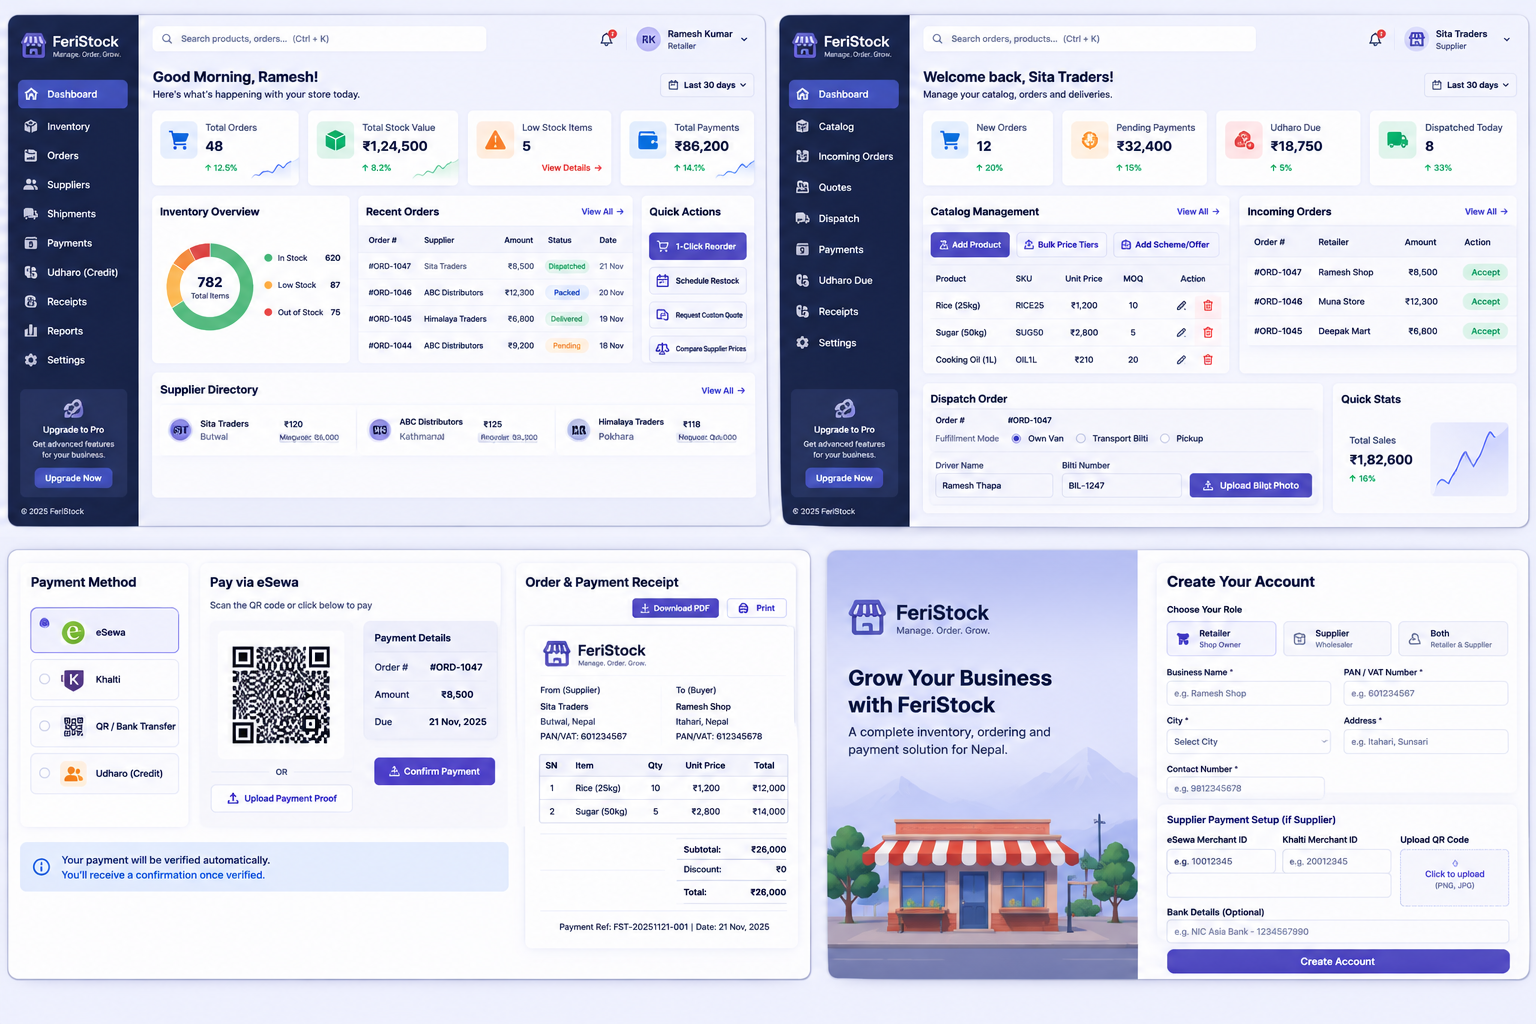 FeriStock
Manage. Order. Grow.
Dashboard
Inventory
Orders
Suppliers
Shipments
Payments
Udharo (Credit)
Receipts
Reports
Settings
Upgrade to Pro
Get advanced features
for your business.
Upgrade Now
© 2025 FeriStock
Search products, orders... (Ctrl + K)
RK
Ramesh Kumar
Retailer
Good Morning, Ramesh!
Here's what's happening with your store today.
Last 30 days
Total Orders
48
↑ 12.5%
Total Stock Value
₹1,24,500
↑ 8.2%
Low Stock Items
5
View Details →
Total Payments
₹86,200
↑ 14.1%
Inventory Overview
782
Total Items
In Stock 620
Low Stock 87
Out of Stock 75
Recent Orders
View All →
Order # Supplier Amount Status Date
#ORD-1047 Sita Traders ₹8,500 Dispatched 21 Nov
#ORD-1046 ABC Distributors ₹12,300 Packed 20 Nov
#ORD-1045 Himalaya Traders ₹6,800 Delivered 19 Nov
#ORD-1044 ABC Distributors ₹9,200 Pending 18 Nov
Quick Actions
1-Click Reorder
Schedule Restock
Request Custon Quote
Compare Supplier Prices
Supplier Directory
View All →
Sita Traders ₹120
Butwal
ABC Distributors ₹125
Himalaya Traders ₹118
Pokhara
FeriStock
Manage. Order. Grow.
Dashboard
Catalog
Incoming Orders
Quotes
Dispatch
Payments
Udharo Due
Receipts
Settings
Upgrade to Pro
Get advanced features
for your business.
Upgrade Now
© 2025 FeriStock
Search orders, products... (Ctrl + K)
Sita Traders
Supplier
Welcome back, Sita Traders!
Manage your catalog, orders and deliveries.
Last 30 days
New Orders
12
↑ 20%
Pending Payments
₹32,400
↑ 15%
Udharo Due
₹18,750
↑ 5%
Dispatched Today
8
↑ 33%
Catalog Management
View All →
Add Product
Bulk Price Tiers
Add Scheme/Offer
Product SKU Unit Price MOQ Action
Rice (25kg) RICE25 ₹1,200 10
Sugar (50kg) SUG50 ₹2,800 5
Cooking Oil (1L) OIL1L ₹210 20
Incoming Orders
View All →
Order # Retailer Amount Action
#ORD-1047 Ramesh Shop ₹8,500 Accept
#ORD-1046 Muna Store ₹12,300 Accept
#ORD-1045 Deepak Mart ₹6,800 Accept
Dispatch Order
Order # #ORD-1047
Fulfillment Mode Own Van Transport Bilti Pickup
Driver Name Bilti Number
Ramesh Thapa BIL-1247
Upload Photo
Quick Stats
Total Sales
₹1,82,600
↑ 16%
Payment Method
eSewa
Khalti
QR / Bank Transfer
Udharo (Credit)
Pay via eSewa
Scan the QR code or click below to pay
OR
Upload Payment Proof
Payment Details
Order # #ORD-1047
Amount ₹8,500
Due 21 Nov, 2025
Confirm Payment
Your payment will be verified automatically.
You'll receive a confirmation once verified.
Order & Payment Receipt
Download PDF
Print
FeriStock
Manage. Order. Grow.
From (Supplier) To (Buyer)
Sita Traders Ramesh Shop
Butwal, Nepal Itahari, Nepal
PAN/VAT: 601234567 PAN/VAT: 612345678
SN Item Qty Unit Price Total
1 Rice (25kg) 10 ₹1,200 ₹12,000
2 Sugar (50kg) 5 ₹2,800 ₹14,000
Subtotal: ₹26,000
Discount: ₹0
Total: ₹26,000
Payment Ref: FST-20251121-001 | Date: 21 Nov, 2025
FeriStock
Manage. Order. Grow.
Grow Your Business
with FeriStock
A complete inventory, ordering and
payment solution for Nepal.
Create Your Account
Choose Your Role
Retailer
Shop Owner
Supplier
Wholesaler
Both
Retailer & Supplier
Business Name * PAN / VAT Number *
e.g. Ramesh Shop e.g. 601234567
City * Address *
Select City e.g. Itahari, Sunsari
Contact Number *
e.g. 9812345678
Supplier Payment Setup (if Supplier)
eSewa Merchant ID Khalti Merchant ID Upload QR Code
e.g. 10012345 e.g. 20012345
Click to upload
(PNG, JPG)
Bank Details (Optional)
e.g. NIC Asia Bank - 1234567990
Create Account